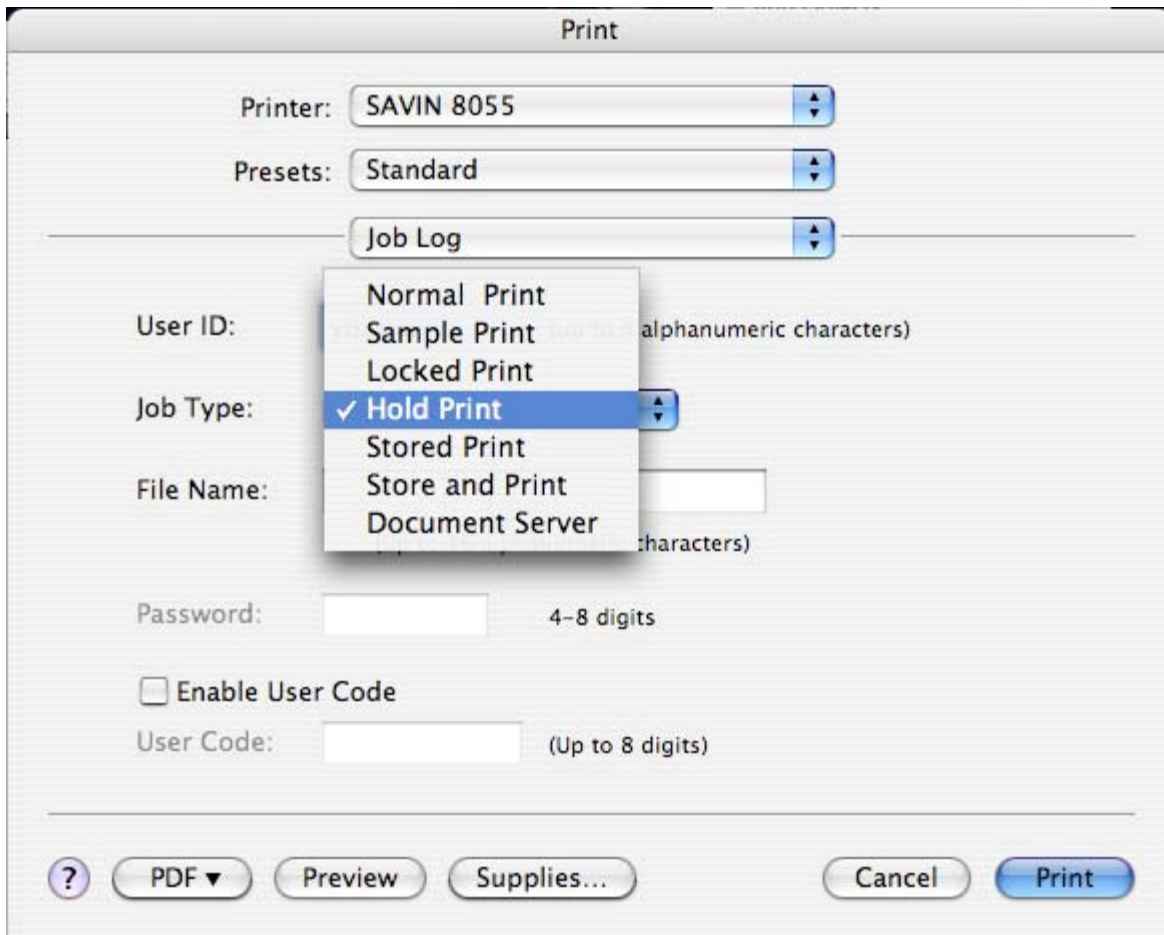 Print
Printer: SAVIN 8055
Presets: Standard
Job Log
Normal Print
User ID: Sample Print alphanumeric characters)
Locked Print
Job Type: ✓ Hold Print
Stored Print
File Name: Store and Print
Document Server
characters)
Password: 4-8 digits
Enable User Code
User Code: (Up to 8 digits)
? PDF ▼ Preview Supplies... Cancel Print